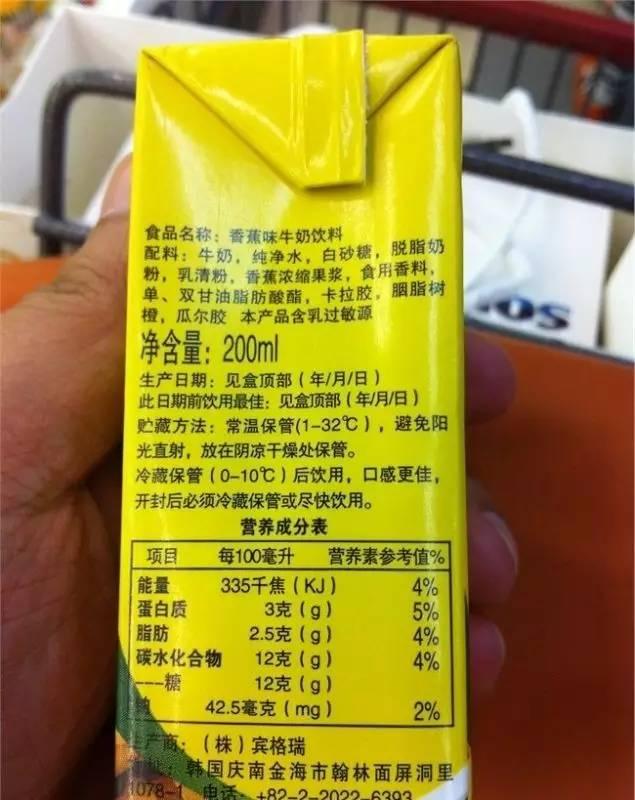 食品名称：香蕉味牛奶饮料
配料：牛奶，纯净水，白砂糖，脱脂奶
粉，乳清粉，香蕉浓缩果浆，食用香料，
单、双甘油脂肪酸酯，卡拉胶，胭脂树
橙，瓜尔胶 本产品含乳过敏源
净含量：200ml
生产日期：见盒顶部（年/月/日）
此日期前饮用最佳：见盒顶部（年/月/日）
贮藏方法：常温保管(1-32℃)，避免阳
光直射，放在阴凉干燥处保管。
冷藏保管（0-10℃）后饮用，口感更佳，
开封后必须冷藏保管或尽快饮用。
营养成分表
项目 每100毫升 营养素参考值%
能量 335千焦（KJ） 4%
蛋白质 3克（g） 5%
脂肪 2.5克（g） 4%
碳水化合物 12克（g） 4%
---糖 12克（g）
钠 42.5毫克（mg） 2%
产商：（株）宾格瑞
地址：韩国庆南金海市翰林面屏洞里
1078-1 电话：+82-2-2022-6393